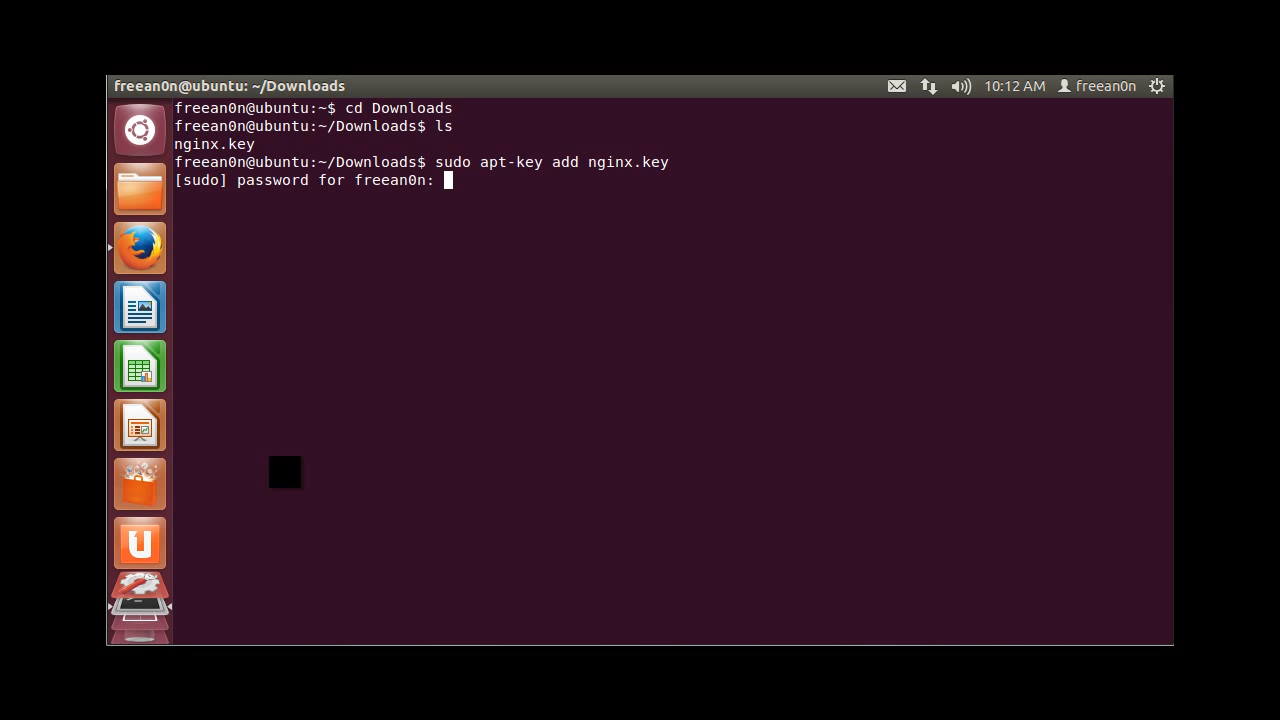 freean0n@ubuntu: ~/Downloads 10:12 AM freean0n
freean0n@ubuntu:~$ cd Downloads
freean0n@ubuntu:~/Downloads$ ls
nginx.key
freean0n@ubuntu:~/Downloads$ sudo apt-key add nginx.key
[sudo] password for freean0n: